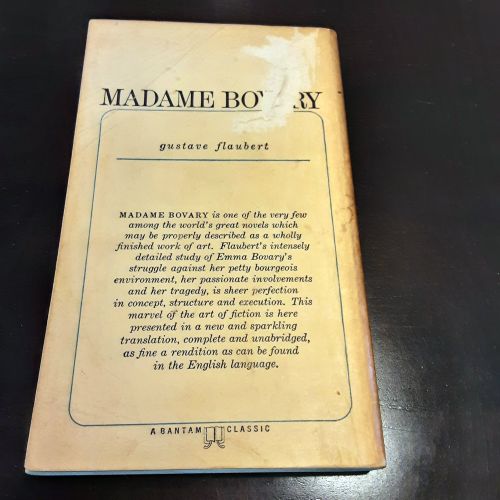 MADAME BOVARY
gustave flaubert
MADAME BOVARY is one of the very few
among the world's great novels which
may be properly described as a wholly
finished work of art. Flaubert's intensely
detailed study of Emma Bovary's
struggle against her petty bourgeois
environment, her passionate involvements
and her tragedy, is sheer perfection
in concept, structure and execution. This
marvel of the art of fiction is here
presented in a new and sparkling
translation, complete and unabridged,
as fine a rendition as can be found
in the English language.
A BANTAM CLASSIC